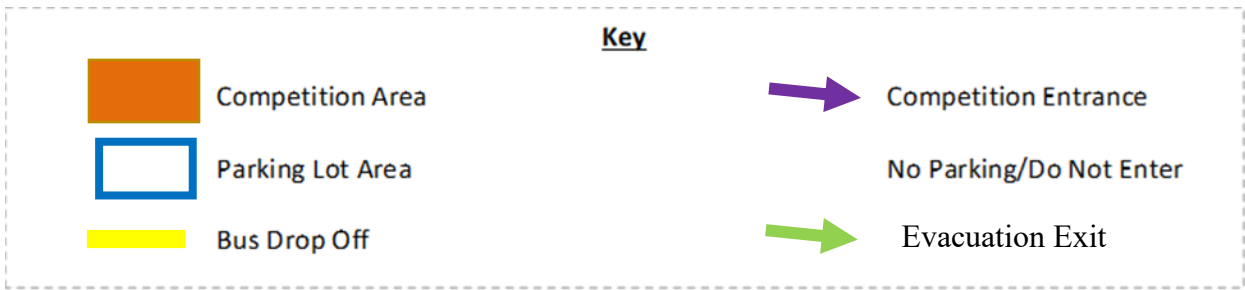 Key
Competition Area
Competition Entrance
Parking Lot Area
No Parking/Do Not Enter
Bus Drop Off
Evacuation Exit